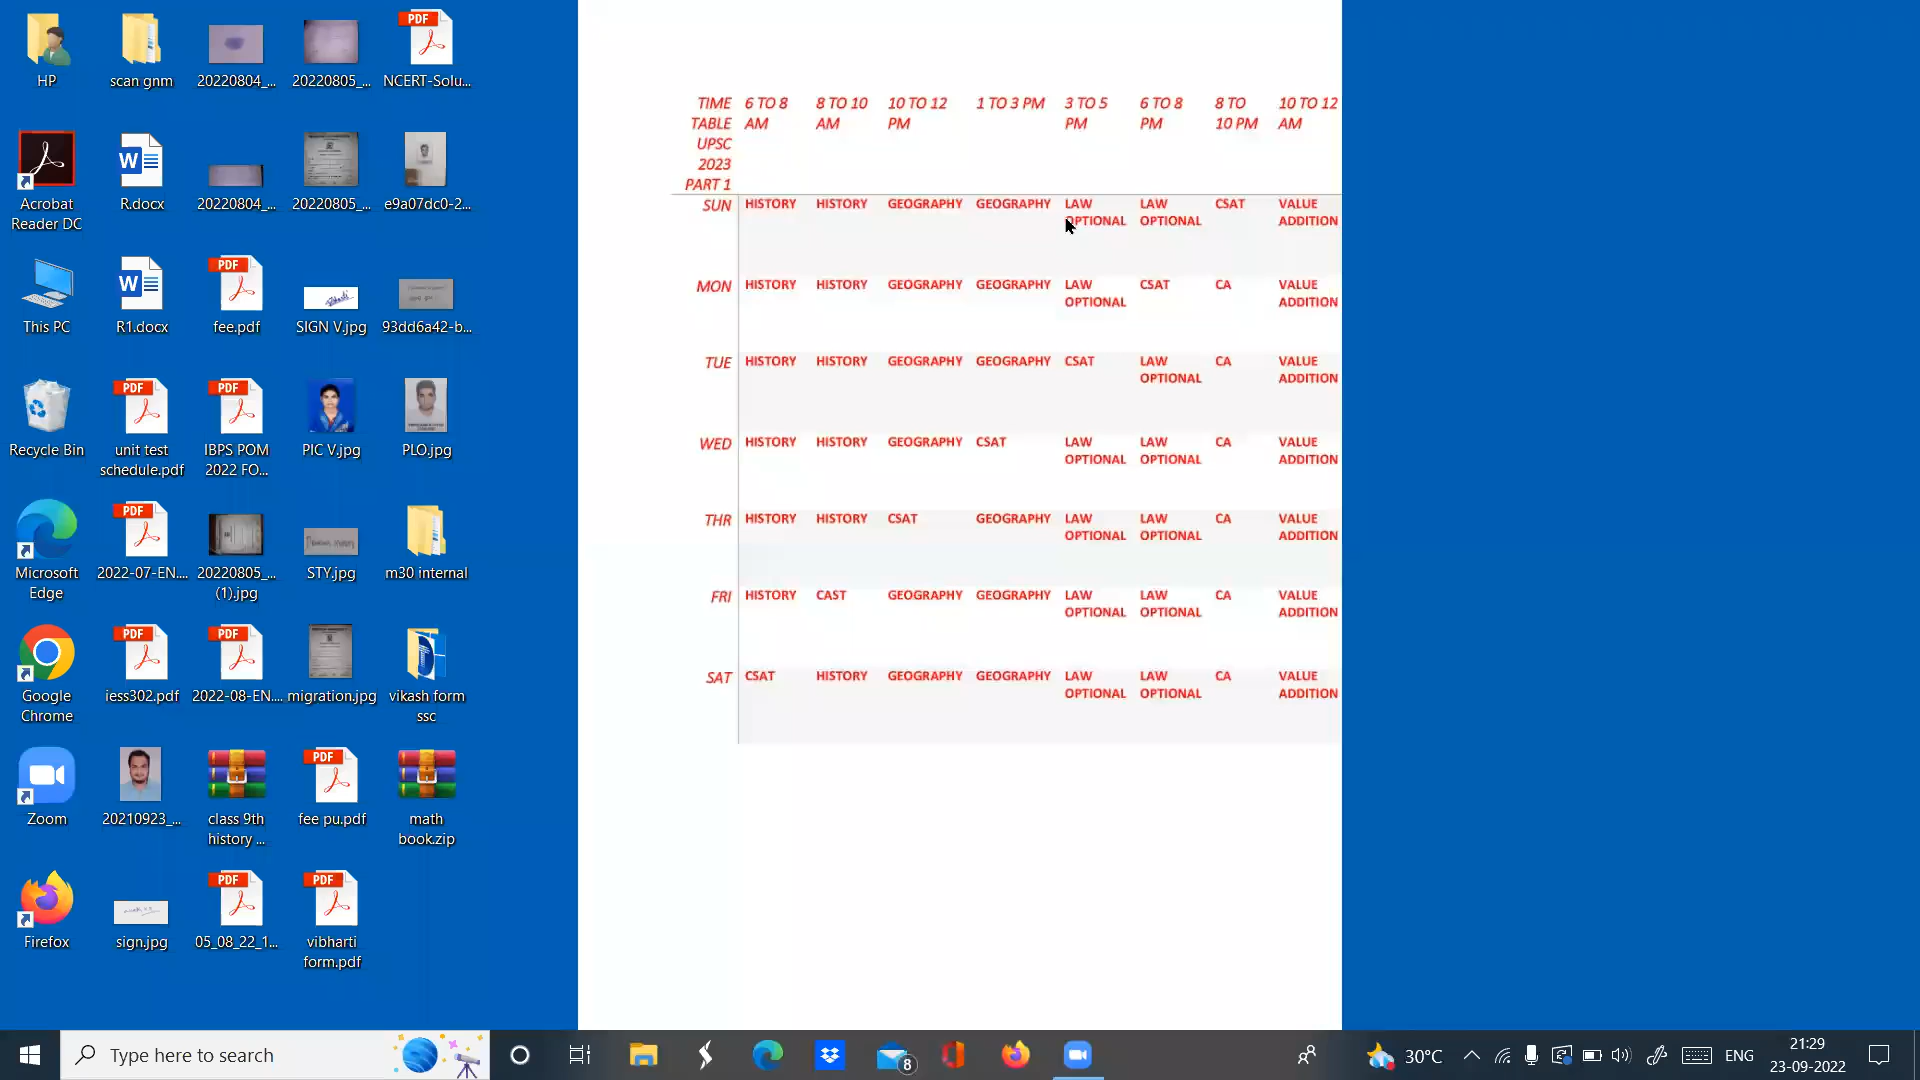 HP
scan gnm
20220804_...
20220805_...
PDF
NCERT-Solu...
Acrobat
Reader DC
R.docx
20220804_...
20220805_...
e9a07dc0-2...
This PC
R1.docx
PDF
fee.pdf
SIGN V.jpg
93dd6a42-b...
Recycle Bin
PDF
unit test
schedule.pdf
PDF
IBPS POM
2022 FO...
PIC V.jpg
PLO.jpg
Microsoft
Edge
PDF
2022-07-EN....
20220805_...
(1).jpg
STY.jpg
m30 internal
Google
Chrome
PDF
iess302.pdf
PDF
2022-08-EN....
migration.jpg
vikash form
ssc
Zoom
20210923_...
class 9th
history ...
PDF
fee pu.pdf
math
book.zip
Firefox
sign.jpg
PDF
05_08_22_1...
PDF
vibharti
form.pdf
TIME 6 TO 8 8 TO 10 10 TO 12 1 TO 3 PM 3 TO 5 6 TO 8 8 TO 10 TO 12
TABLE AM AM PM PM PM 10 PM AM
UPSC
2023
PART 1
SUN HISTORY HISTORY GEOGRAPHY GEOGRAPHY LAW LAW CSAT VALUE
OPTIONAL OPTIONAL ADDITION
MON HISTORY HISTORY GEOGRAPHY GEOGRAPHY LAW CSAT CA VALUE
OPTIONAL ADDITION
TUE HISTORY HISTORY GEOGRAPHY GEOGRAPHY CSAT LAW CA VALUE
OPTIONAL ADDITION
WED HISTORY HISTORY GEOGRAPHY CSAT LAW LAW CA VALUE
OPTIONAL OPTIONAL ADDITION
THR HISTORY HISTORY CSAT GEOGRAPHY LAW LAW CA VALUE
OPTIONAL OPTIONAL ADDITION
FRI HISTORY CAST GEOGRAPHY GEOGRAPHY LAW LAW CA VALUE
OPTIONAL OPTIONAL ADDITION
SAT CSAT HISTORY GEOGRAPHY GEOGRAPHY LAW LAW CA VALUE
OPTIONAL OPTIONAL ADDITION
Type here to search
8
30°C
ENG
21:29
23-09-2022